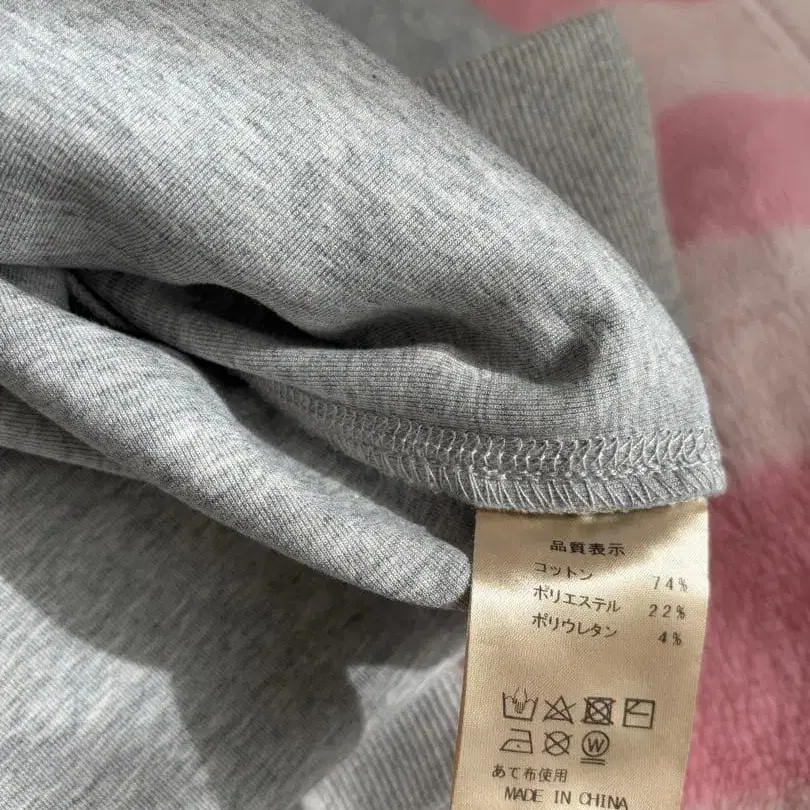 品質表示
コットン 74%
ポリエステル 22%
ポリウレタン 4%
W
あて布使用
MADE IN CHINA